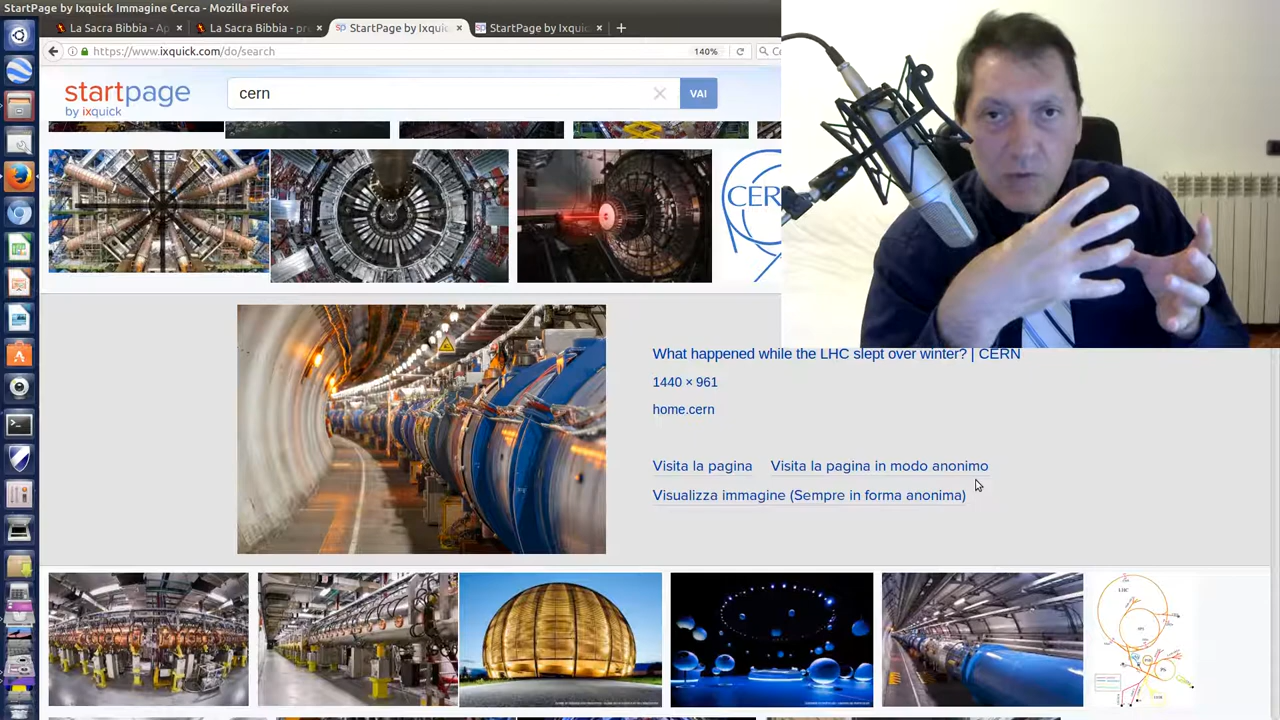 StartPage by Ixquick Immagine Cerca - Mozilla Firefox
La Sacra Bibbia - Ap
La Sacra Bibbia - pr
StartPage by Ixquic
StartPage by Ixquic
https://www.ixquick.com/do/search
140%
startpage
by ixquick
cern
VAI
CER
What happened while the LHC slept over winter? | CERN
1440 × 961
home.cern
Visita la pagina
Visita la pagina in modo anonimo
Visualizza immagine (Sempre in forma anonima)
LHC